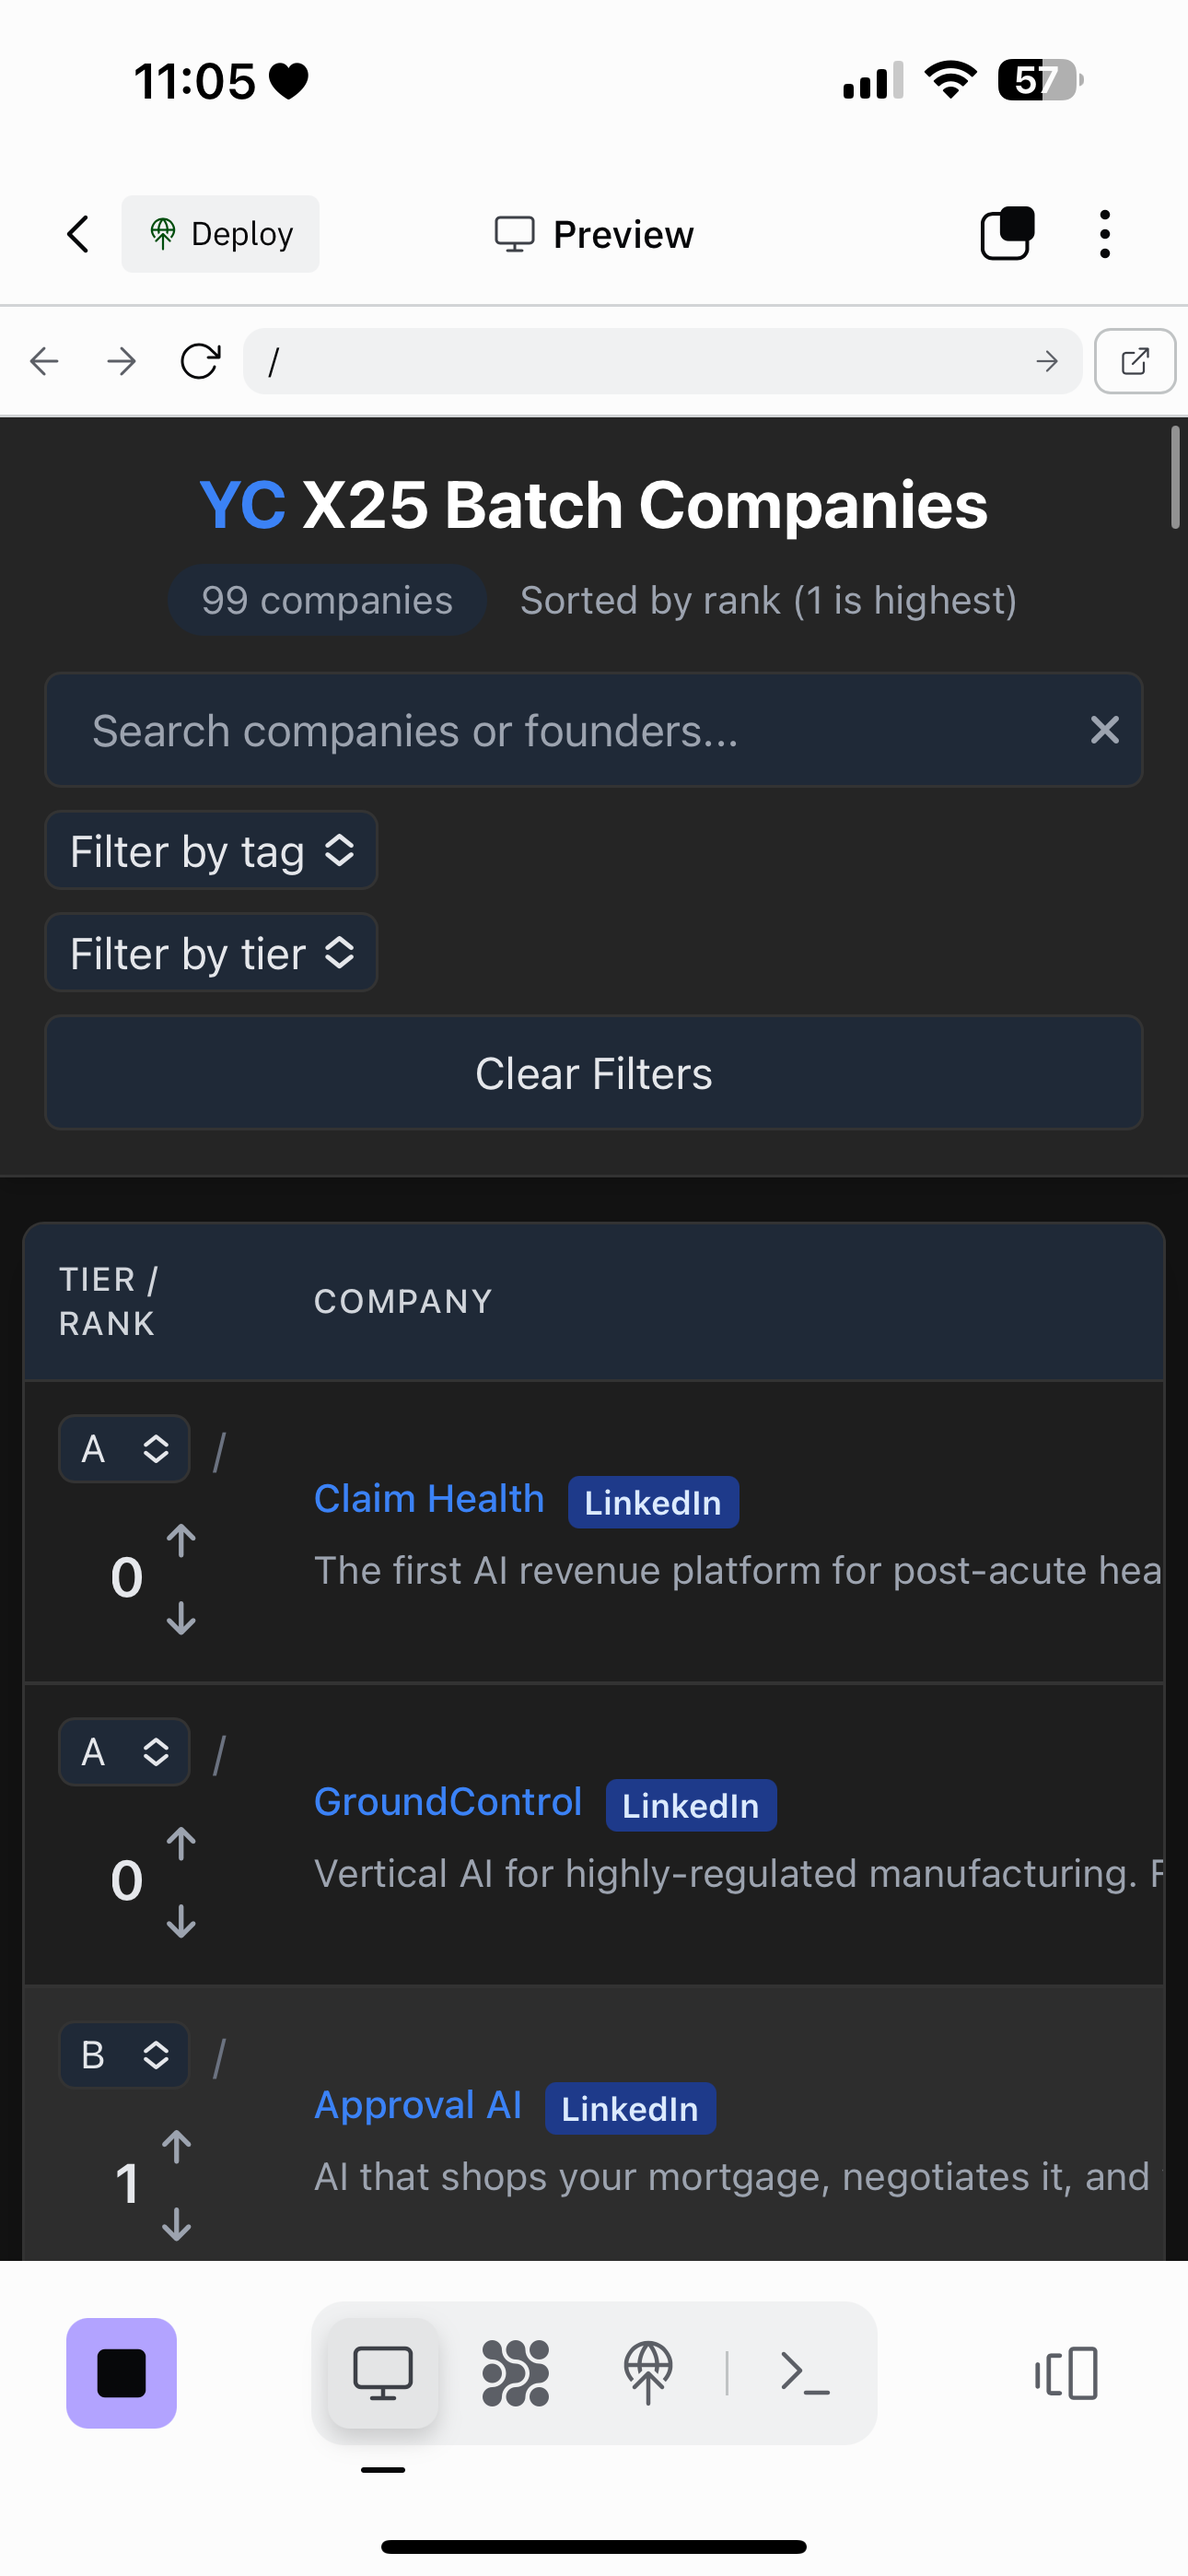 11:05
57
Deploy
Preview
/
YC X25 Batch Companies
99 companies
Sorted by rank (1 is highest)
Search companies or founders...
Filter by tag
Filter by tier
Clear Filters
TIER /
RANK
COMPANY
A /
0
Claim Health LinkedIn
The first AI revenue platform for post-acute hea
A /
0
GroundControl LinkedIn
Vertical AI for highly-regulated manufacturing. F
B /
1
Approval AI LinkedIn
AI that shops your mortgage, negotiates it, and